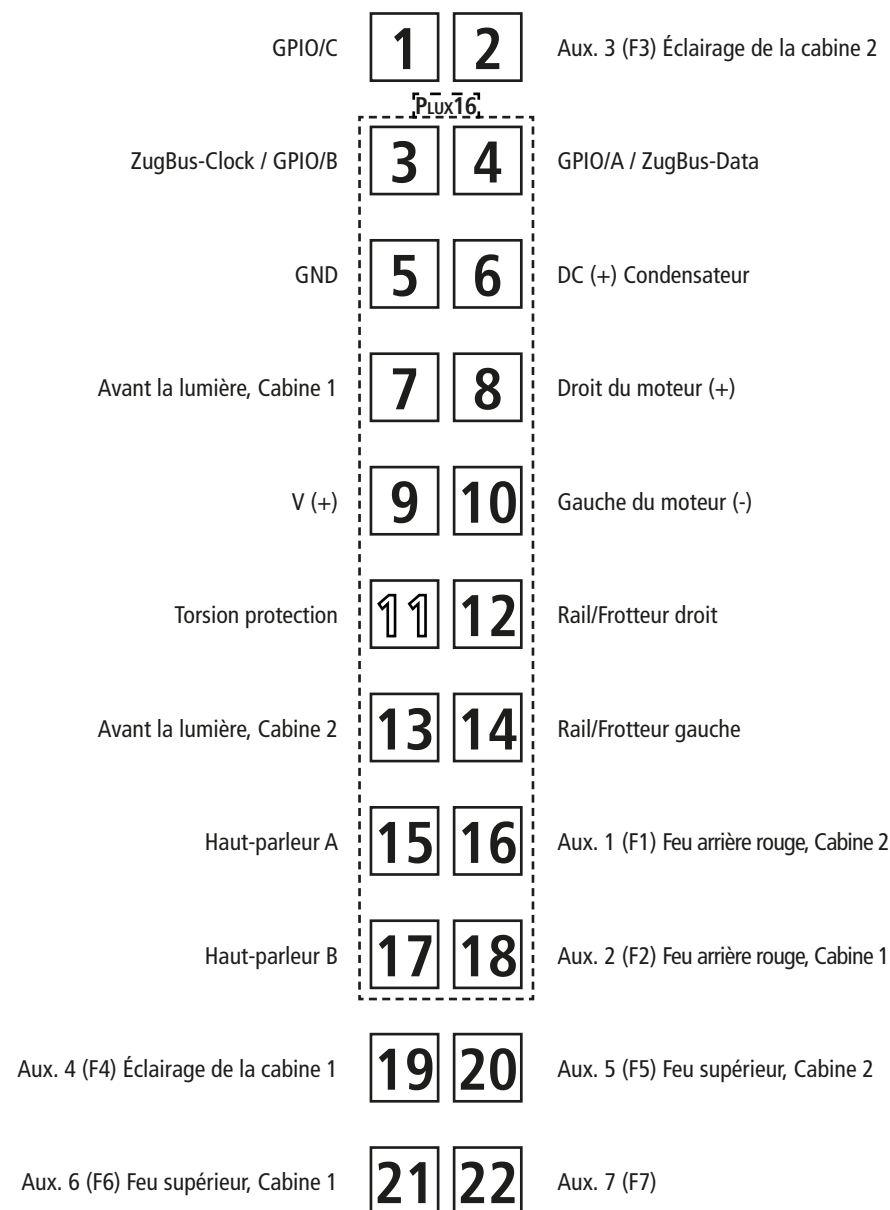 GPIO/C 1 2 Aux. 3 (F3) Éclairage de la cabine 2
PLUX16
ZugBus-Clock / GPIO/B 3 4 GPIO/A / ZugBus-Data
GND 5 6 DC (+) Condensateur
Avant la lumière, Cabine 1 7 8 Droit du moteur (+)
V (+) 9 10 Gauche du moteur (-)
Torsion protection 11 12 Rail/Frotteur droit
Avant la lumière, Cabine 2 13 14 Rail/Frotteur gauche
Haut-parleur A 15 16 Aux. 1 (F1) Feu arrière rouge, Cabine 2
Haut-parleur B 17 18 Aux. 2 (F2) Feu arrière rouge, Cabine 1
Aux. 4 (F4) Éclairage de la cabine 1 19 20 Aux. 5 (F5) Feu supérieur, Cabine 2
Aux. 6 (F6) Feu supérieur, Cabine 1 21 22 Aux. 7 (F7)